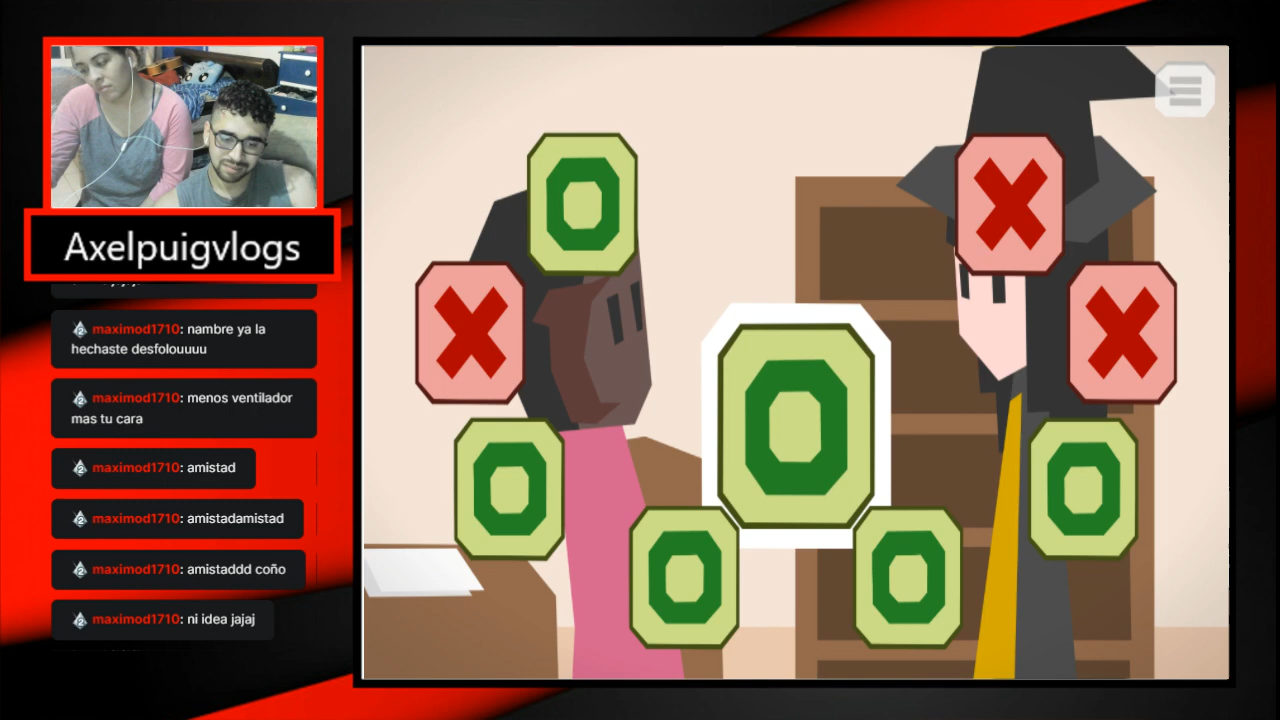 Axelpuigvlogs
maximod1710: nambre ya la
hechaste desfolouuuu
maximod1710: menos ventilador
mas tu cara
maximod1710: amistad
maximod1710: amistadamistad
maximod1710: amistaddd coño
maximod1710: ni idea jajaj